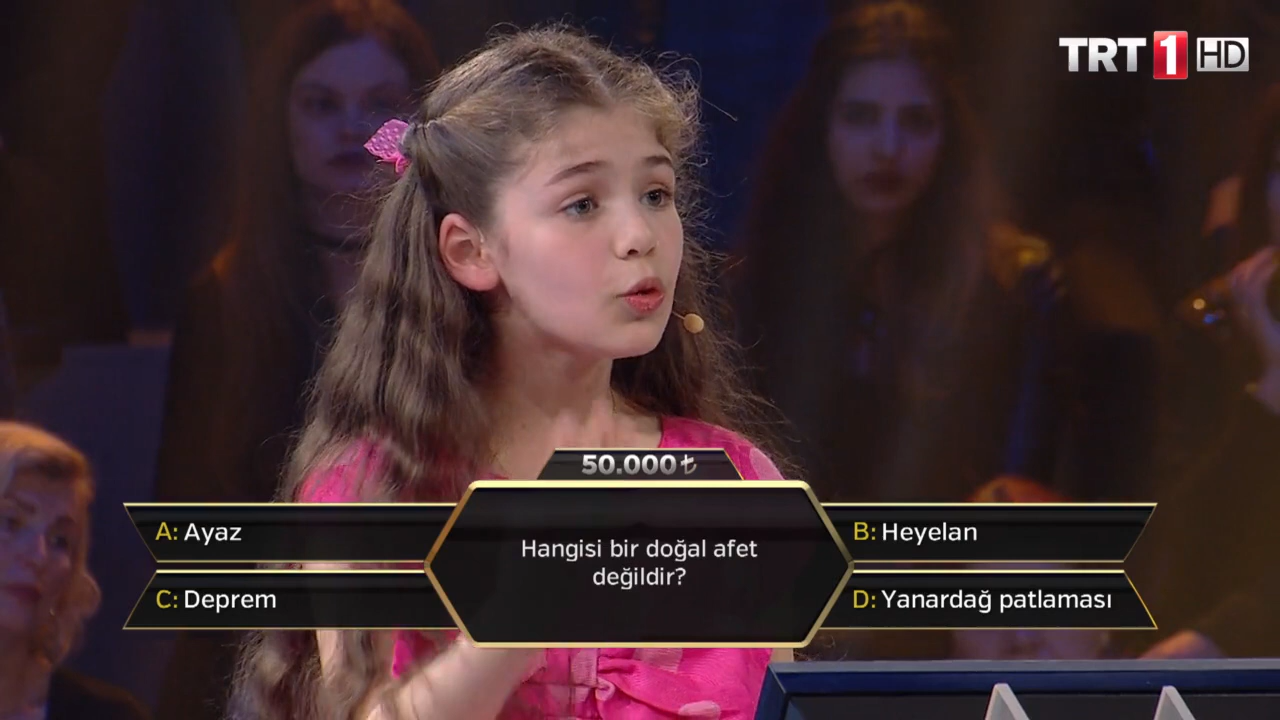 TRT 1 HD
50.000₺
Hangisi bir doğal afet
değildir?
A: Ayaz
B: Heyelan
C: Deprem
D: Yanardağ patlaması